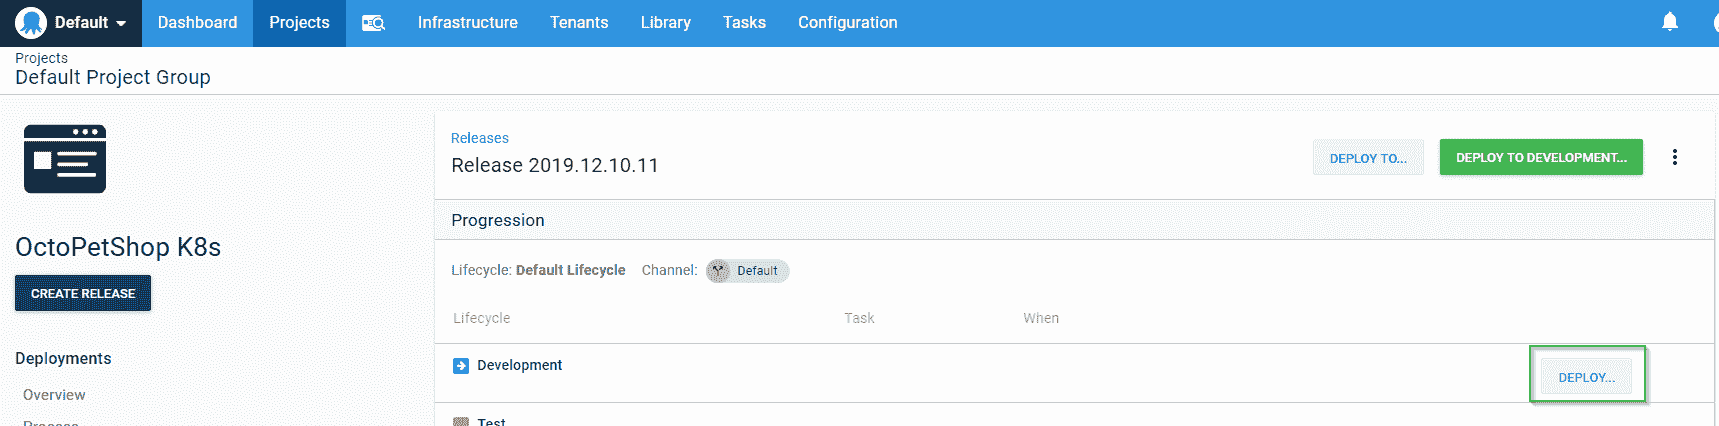 Default Dashboard Projects Infrastructure Tenants Library Tasks Configuration
Projects
Default Project Group
Releases
Release 2019.12.10.11
DEPLOY TO...
DEPLOY TO DEVELOPMENT...
Progression
OctoPetShop K8s
Lifecycle: Default Lifecycle Channel: Default
CREATE RELEASE
Lifecycle Task When
Deployments
Development
DEPLOY...
Overview
Process
Test